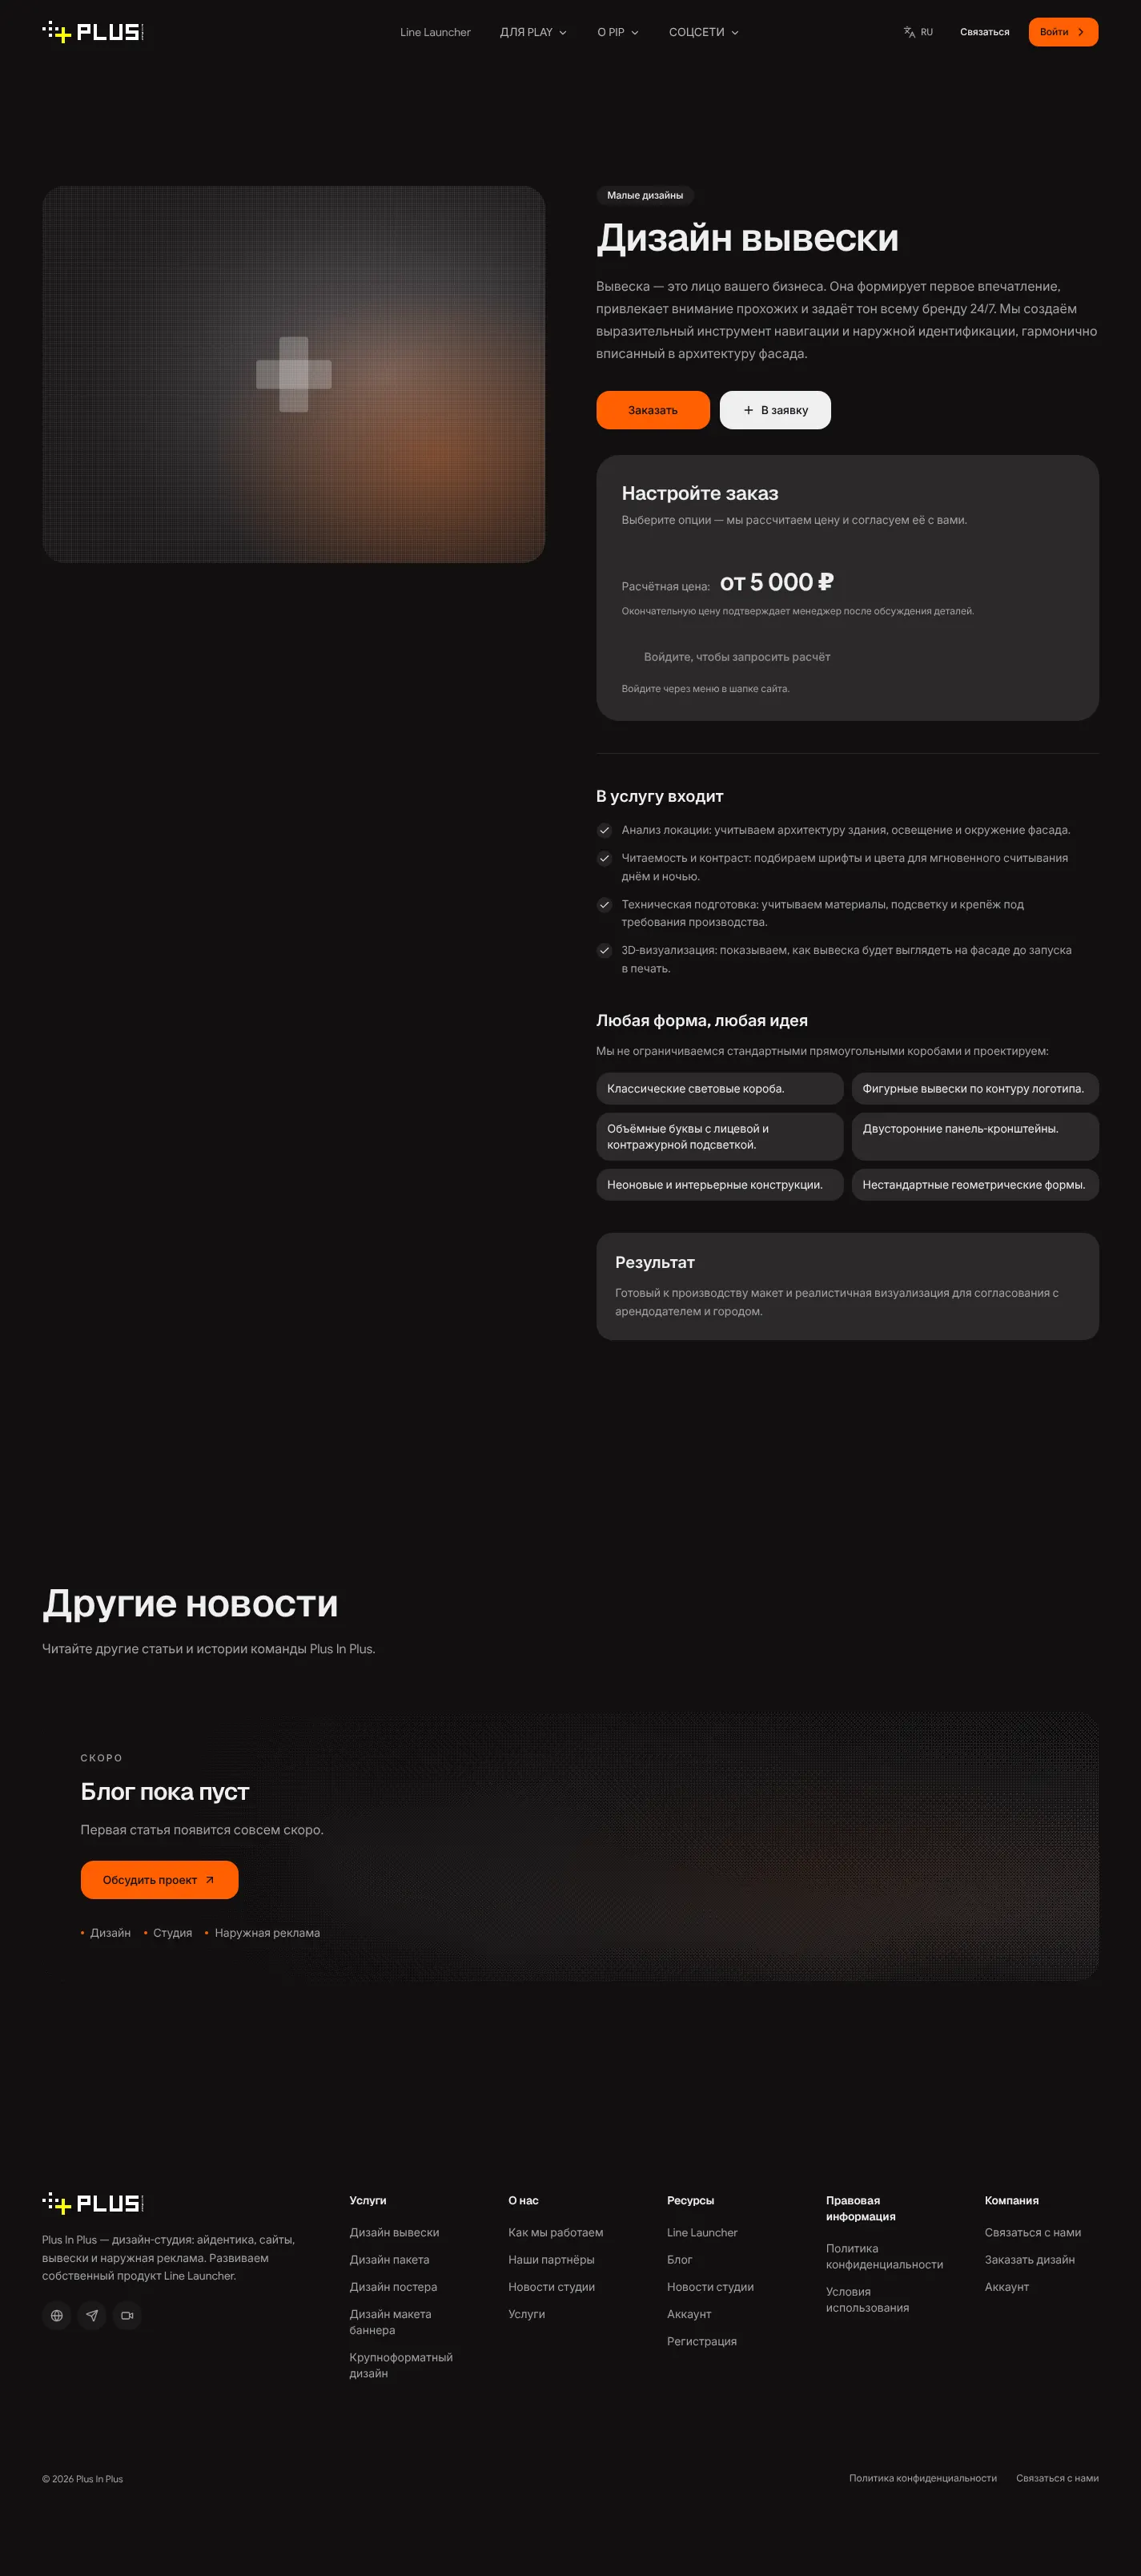 PLUS
Line Launcher
ДЛЯ PLAY
О PIP
СОЦСЕТИ
RU
Связаться
Войти
Малые дизайны
Дизайн вывески
Вывеска — это лицо вашего бизнеса. Она формирует первое впечатление,
привлекает внимание прохожих и задаёт тон всему бренду 24/7. Мы создаём
выразительный инструмент навигации и наружной идентификации, гармонично
вписанный в архитектуру фасада.
Заказать
В заявку
Настройте заказ
Выберите опции — мы рассчитаем цену и согласуем её с вами.
Расчётная цена: от 5 000 ₽
Окончательную цену подтверждает менеджер после обсуждения деталей.
Войдите, чтобы запросить расчёт
Войдите через меню в шапке сайта.
В услугу входит
Анализ локации: учитываем архитектуру здания, освещение и окружение фасада.
Читаемость и контраст: подбираем шрифты и цвета для мгновенного считывания
днём и ночью.
Техническая подготовка: учитываем материалы, подсветку и крепёж под
требования производства.
3D-визуализация: показываем, как вывеска будет выглядеть на фасаде до запуска
в печать.
Любая форма, любая идея
Мы не ограничиваемся стандартными прямоугольными коробами и проектируем:
Классические световые короба.
Фигурные вывески по контуру логотипа.
Объёмные буквы с лицевой и
контражурной подсветкой.
Двусторонние панель-кронштейны.
Неоновые и интерьерные конструкции.
Нестандартные геометрические формы.
Результат
Готовый к производству макет и реалистичная визуализация для согласования с
арендодателем и городом.
Другие новости
Читайте другие статьи и истории команды Plus In Plus.
СКОРО
Блог пока пуст
Первая статья появится совсем скоро.
Обсудить проект
Дизайн
Студия
Наружная реклама
PLUS
Plus In Plus — дизайн-студия: айдентика, сайты,
вывески и наружная реклама. Развиваем
собственный продукт Line Launcher.
Услуги
Дизайн вывески
Дизайн пакета
Дизайн постера
Дизайн макета
баннера
Крупноформатный
дизайн
О нас
Как мы работаем
Наши партнёры
Новости студии
Услуги
Ресурсы
Line Launcher
Блог
Новости студии
Аккаунт
Регистрация
Правовая
информация
Политика
конфиденциальности
Условия
использования
Компания
Связаться с нами
Заказать дизайн
Аккаунт
© 2026 Plus In Plus
Политика конфиденциальности
Связаться с нами